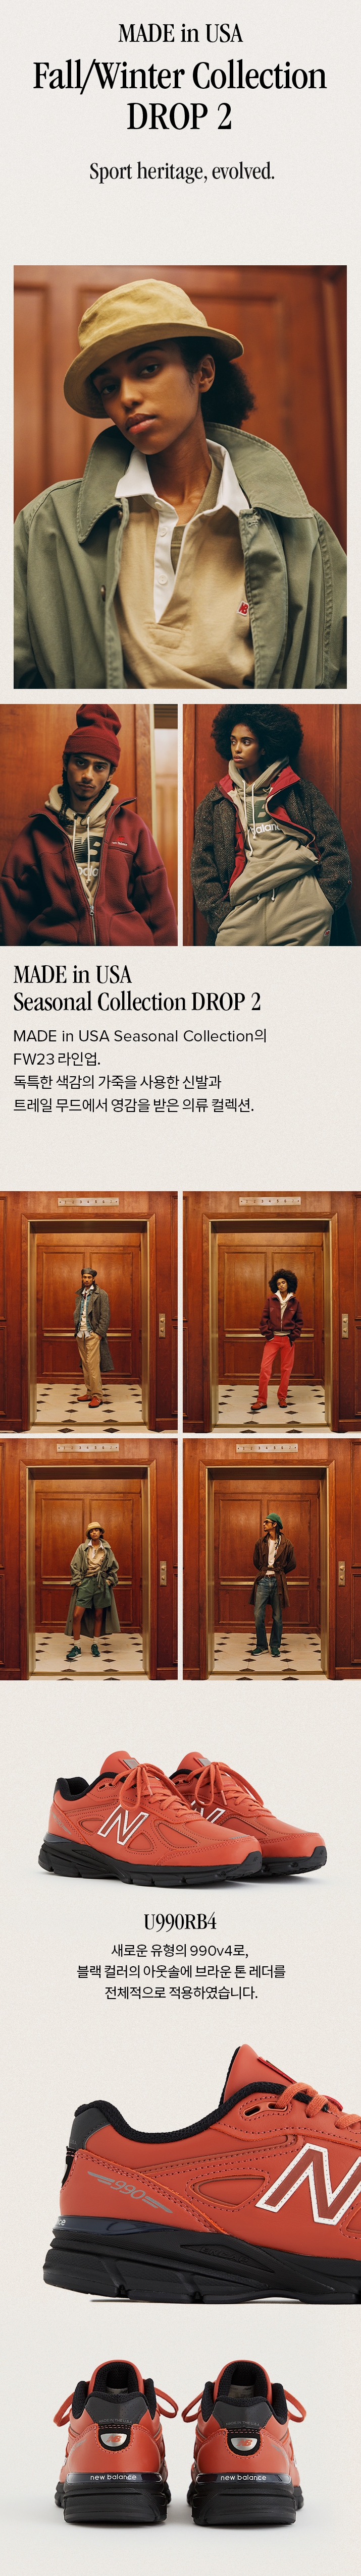 MADE in USA
Fall/Winter Collection
DROP 2
Sport heritage, evolved.
MADE in USA
Seasonal Collection DROP 2
MADE in USA Seasonal Collection의
FW23 라인업.
독특한 색감의 가죽을 사용한 신발과
트레일 무드에서 영감을 받은 의류 컬렉션.
N
U990RB4
새로운 유형의 990v4로,
블랙 컬러의 아웃솔에 브라운 톤 레더를
전체적으로 적용하였습니다.
990
N
new balance
new balance